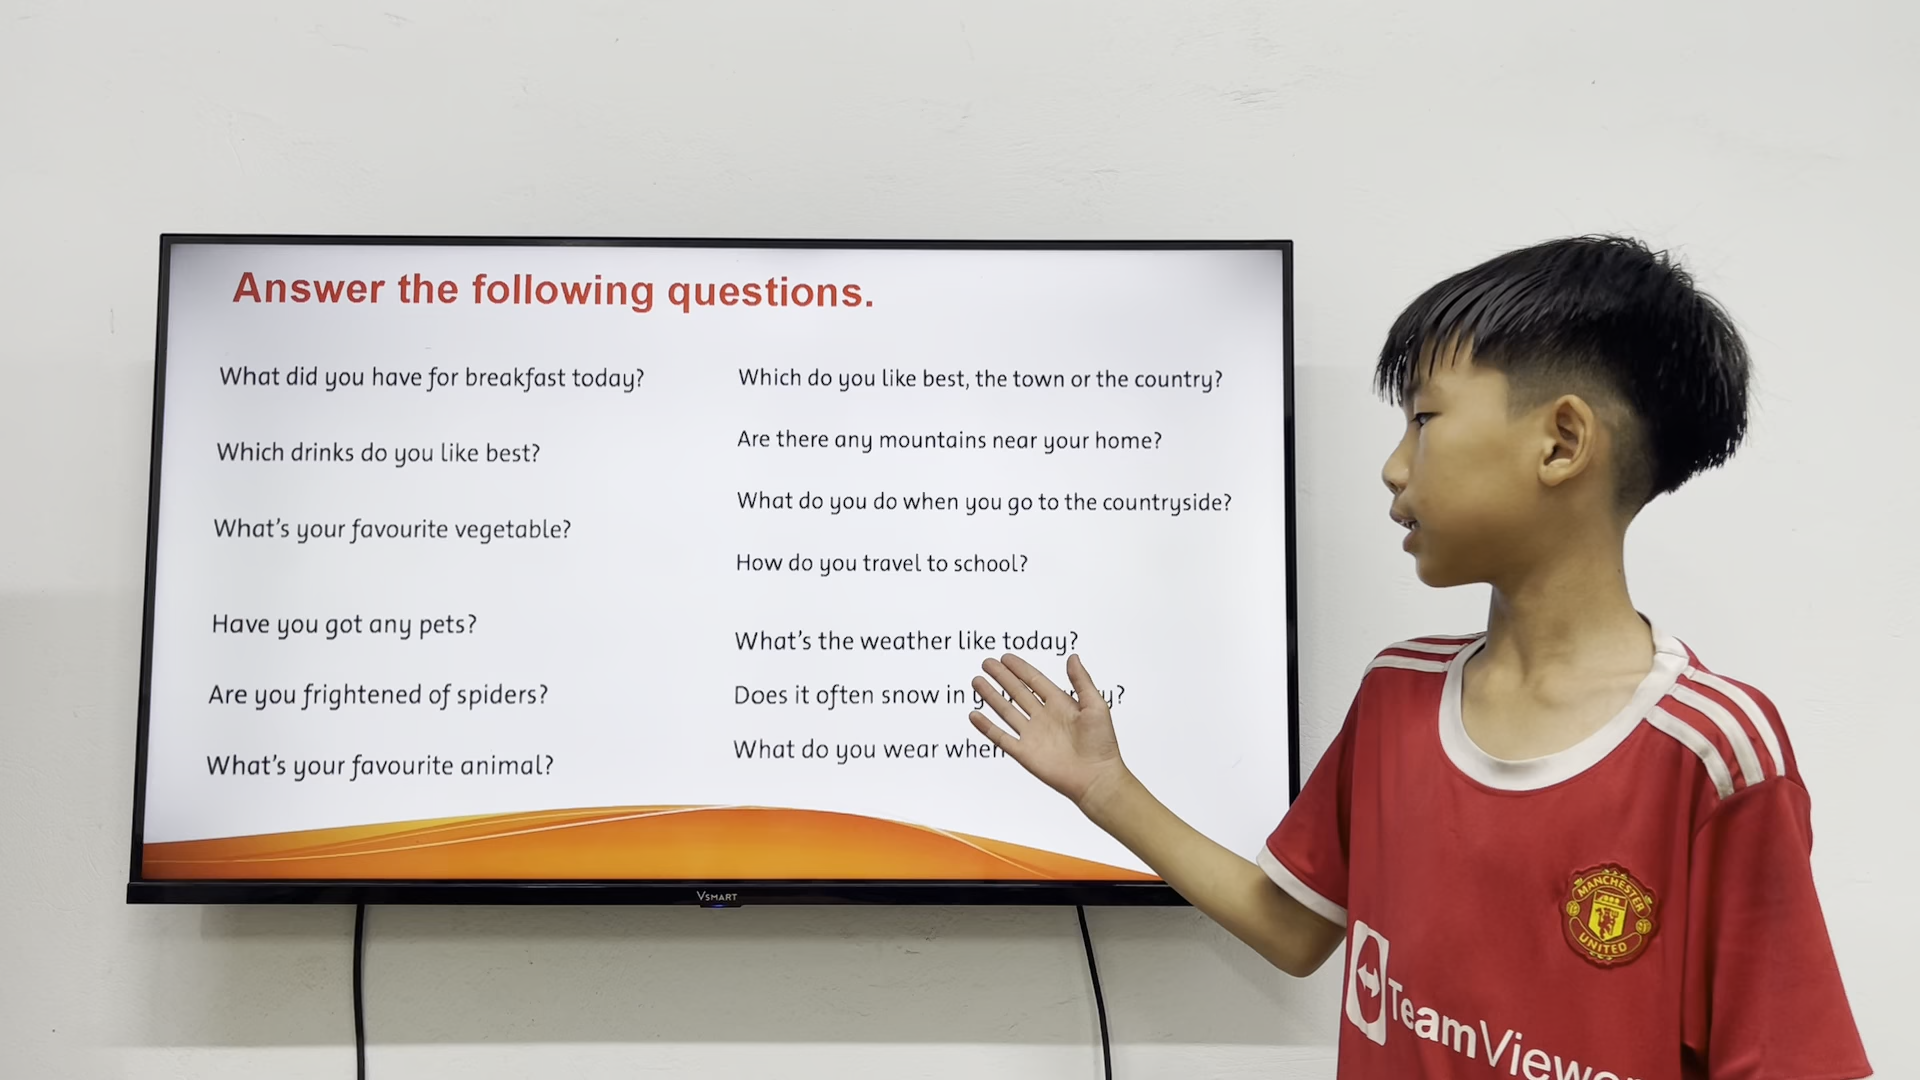 Answer the following questions.
What did you have for breakfast today?
Which drinks do you like best?
What's your favourite vegetable?
Have you got any pets?
Are you frightened of spiders?
What's your favourite animal?
Which do you like best, the town or the country?
Are there any mountains near your home?
What do you do when you go to the countryside?
How do you travel to school?
What's the weather like today?
Does it often snow in
What do you wear when
VSMART
MANCHESTER
UNITED
TeamViewer